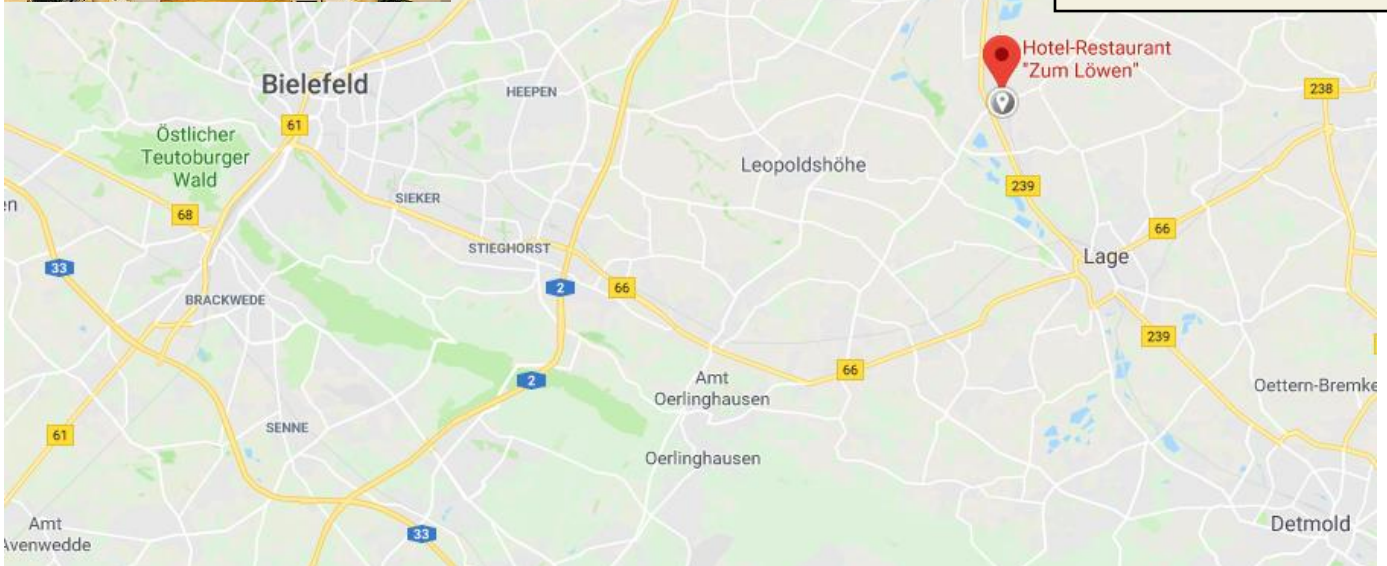 Hotel-Restaurant
"Zum Löwen"
Bielefeld
HEEPEN
238
61
Östlicher
Teutoburger
Wald
Leopoldshöhe
239
SIEKER
68
66
STIEGHORST
Lage
33
2
66
BRACKWEDE
239
66
2
Amt
Oerlinghausen
Oettern-Bremke
61
SENNE
Oerlinghausen
Amt
Avenwedde
33
Detmold